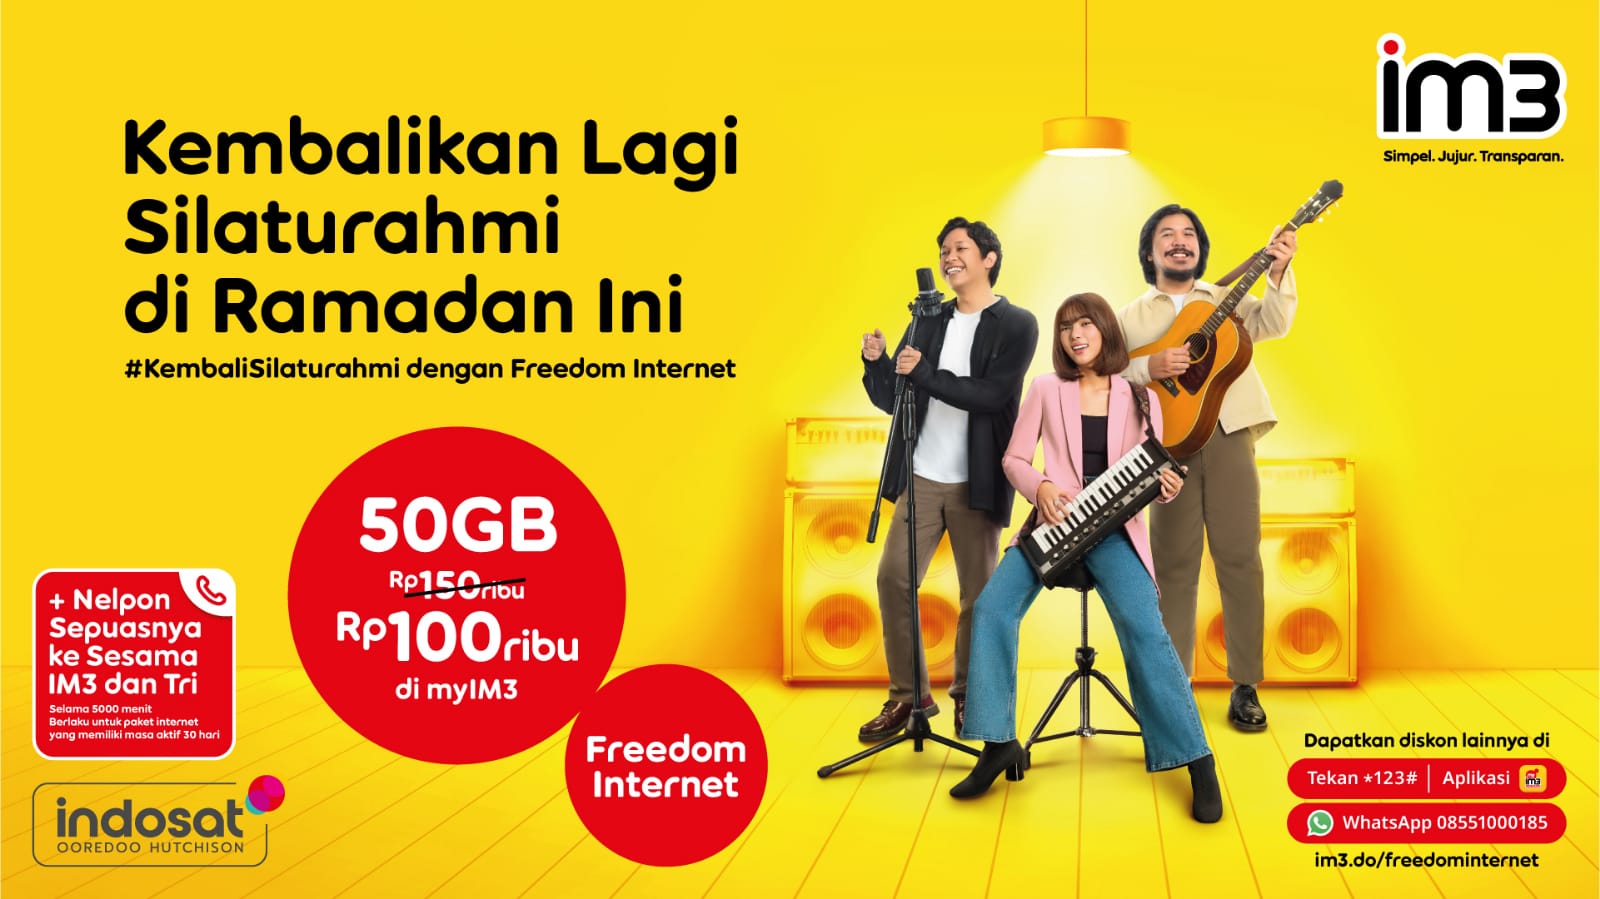 im3
Simpel. Jujur. Transparan.
Kembalikan Lagi
Silaturahmi
di Ramadan Ini
#KembaliSilaturahmi dengan Freedom Internet
50GB
Rp150ribu
Rp100ribu
di myIM3
Freedom
Internet
+ Nelpon
Sepuasnya
ke Sesama
IM3 dan Tri
Selama 5000 menit
Berlaku untuk paket internet
yang memiliki masa aktif 30 hari
indosat
OOREDOO HUTCHISON
Dapatkan diskon lainnya di
Tekan *123# | Aplikasi im3
WhatsApp 08551000185
im3.do/freedominternet